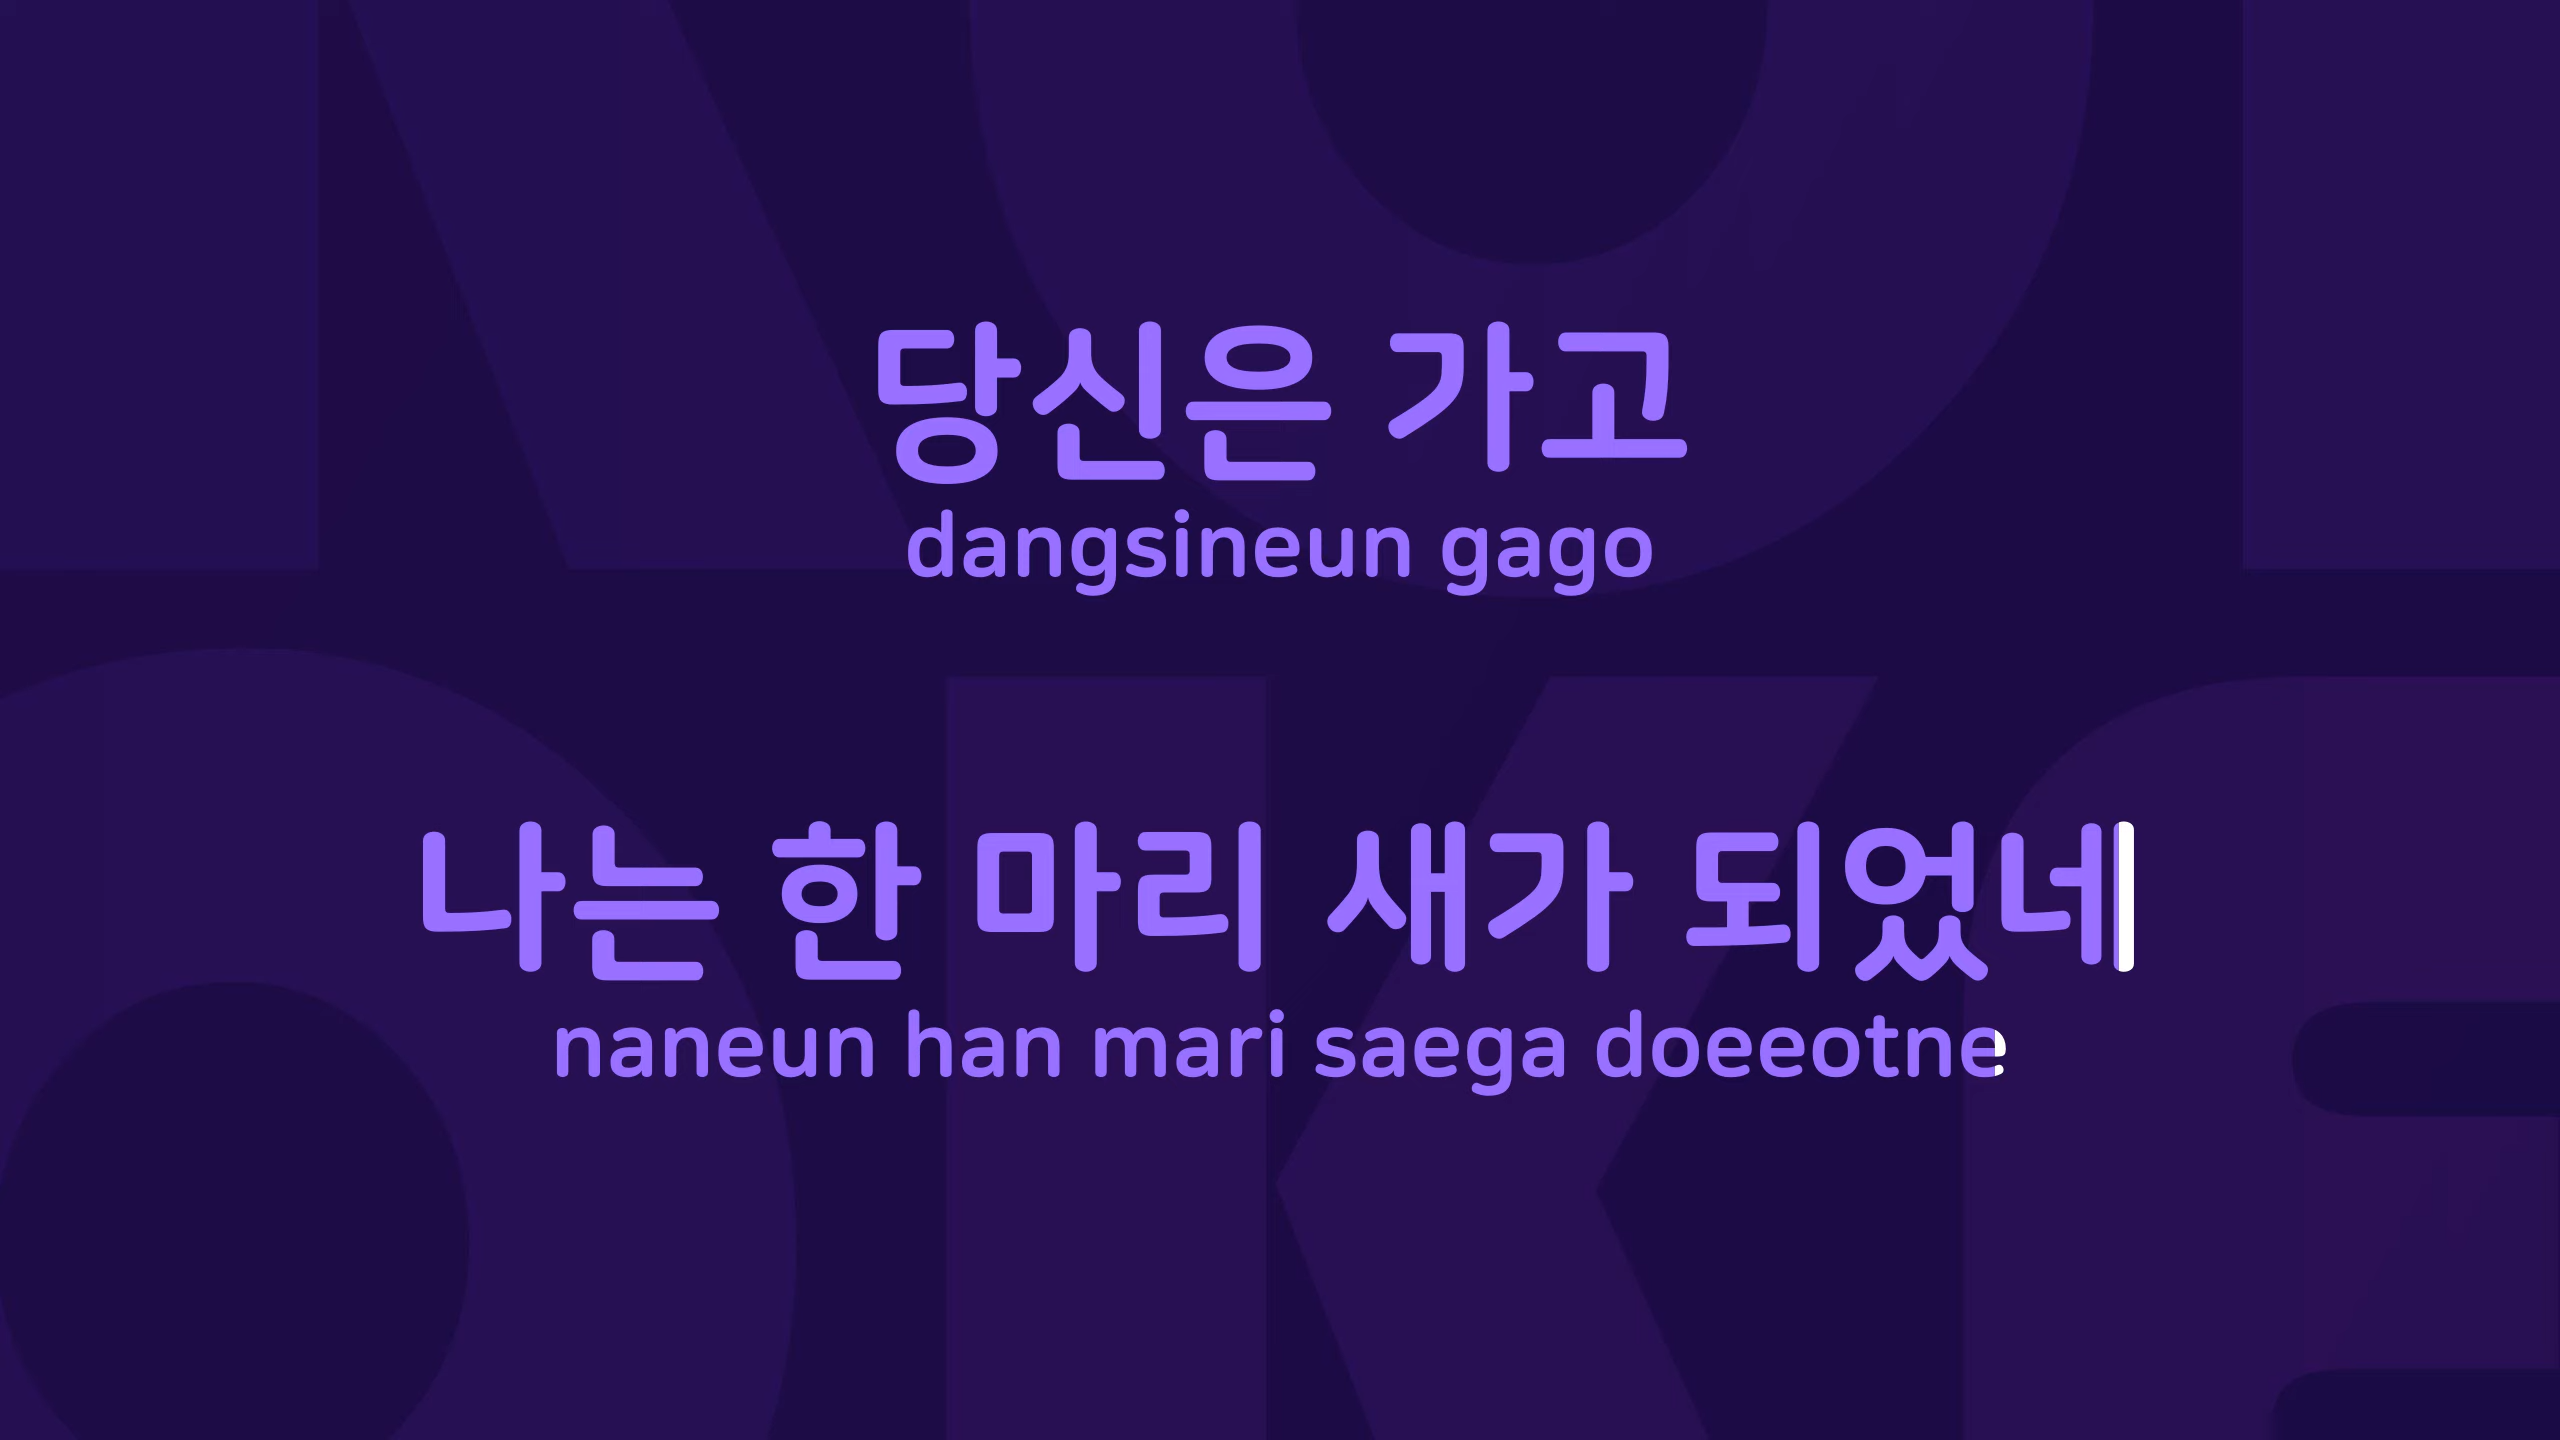 당신은 가고
dangsineun gago
나는 한 마리 새가 되었네
naneun han mari saega doeeotne